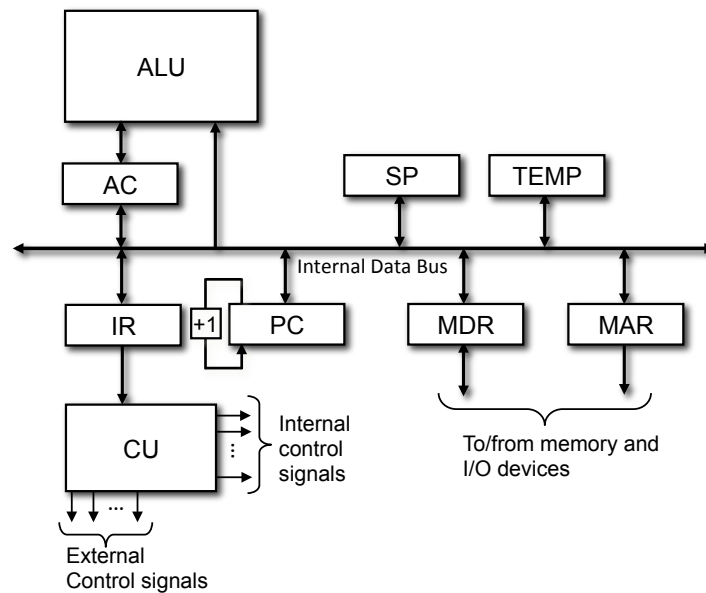 ALU
AC
SP
TEMP
Internal Data Bus
IR
+1
PC
MDR
MAR
CU
...
Internal
control
signals
To/from memory and
I/O devices
...
External
Control signals